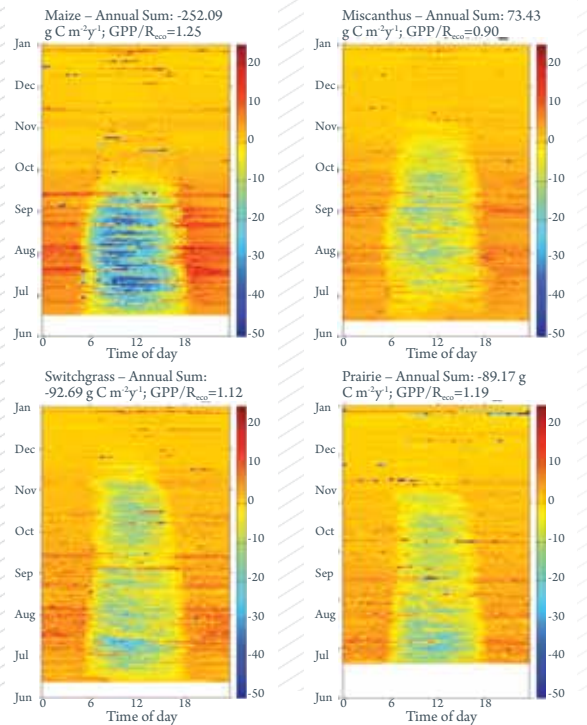 Maize – Annual Sum: -252.09
g C m⁻²y⁻¹; GPP/Reco=1.25
Jan
Dec
Nov
Oct
Sep
Aug
Jul
Jun
0 6 12 18
Time of day
20
10
0
-10
-20
-30
-40
-50
Miscanthus – Annual Sum: 73.43
g C m⁻²y⁻¹; GPP/Reco=0.90
Jan
Dec
Nov
Oct
Sep
Aug
Jul
Jun
0 6 12 18
Time of day
20
10
0
-10
-20
-30
-40
-50
Switchgrass – Annual Sum:
-92.69 g C m⁻²y⁻¹; GPP/Reco=1.12
Jan
Dec
Nov
Oct
Sep
Aug
Jul
Jun
0 6 12 18
Time of day
20
10
0
-10
-20
-30
-40
-50
Prairie – Annual Sum: -89.17 g
C m⁻²y⁻¹; GPP/Reco=1.19
Jan
Dec
Nov
Oct
Sep
Aug
Jul
Jun
0 6 12 18
Time of day
20
10
0
-10
-20
-30
-40
-50